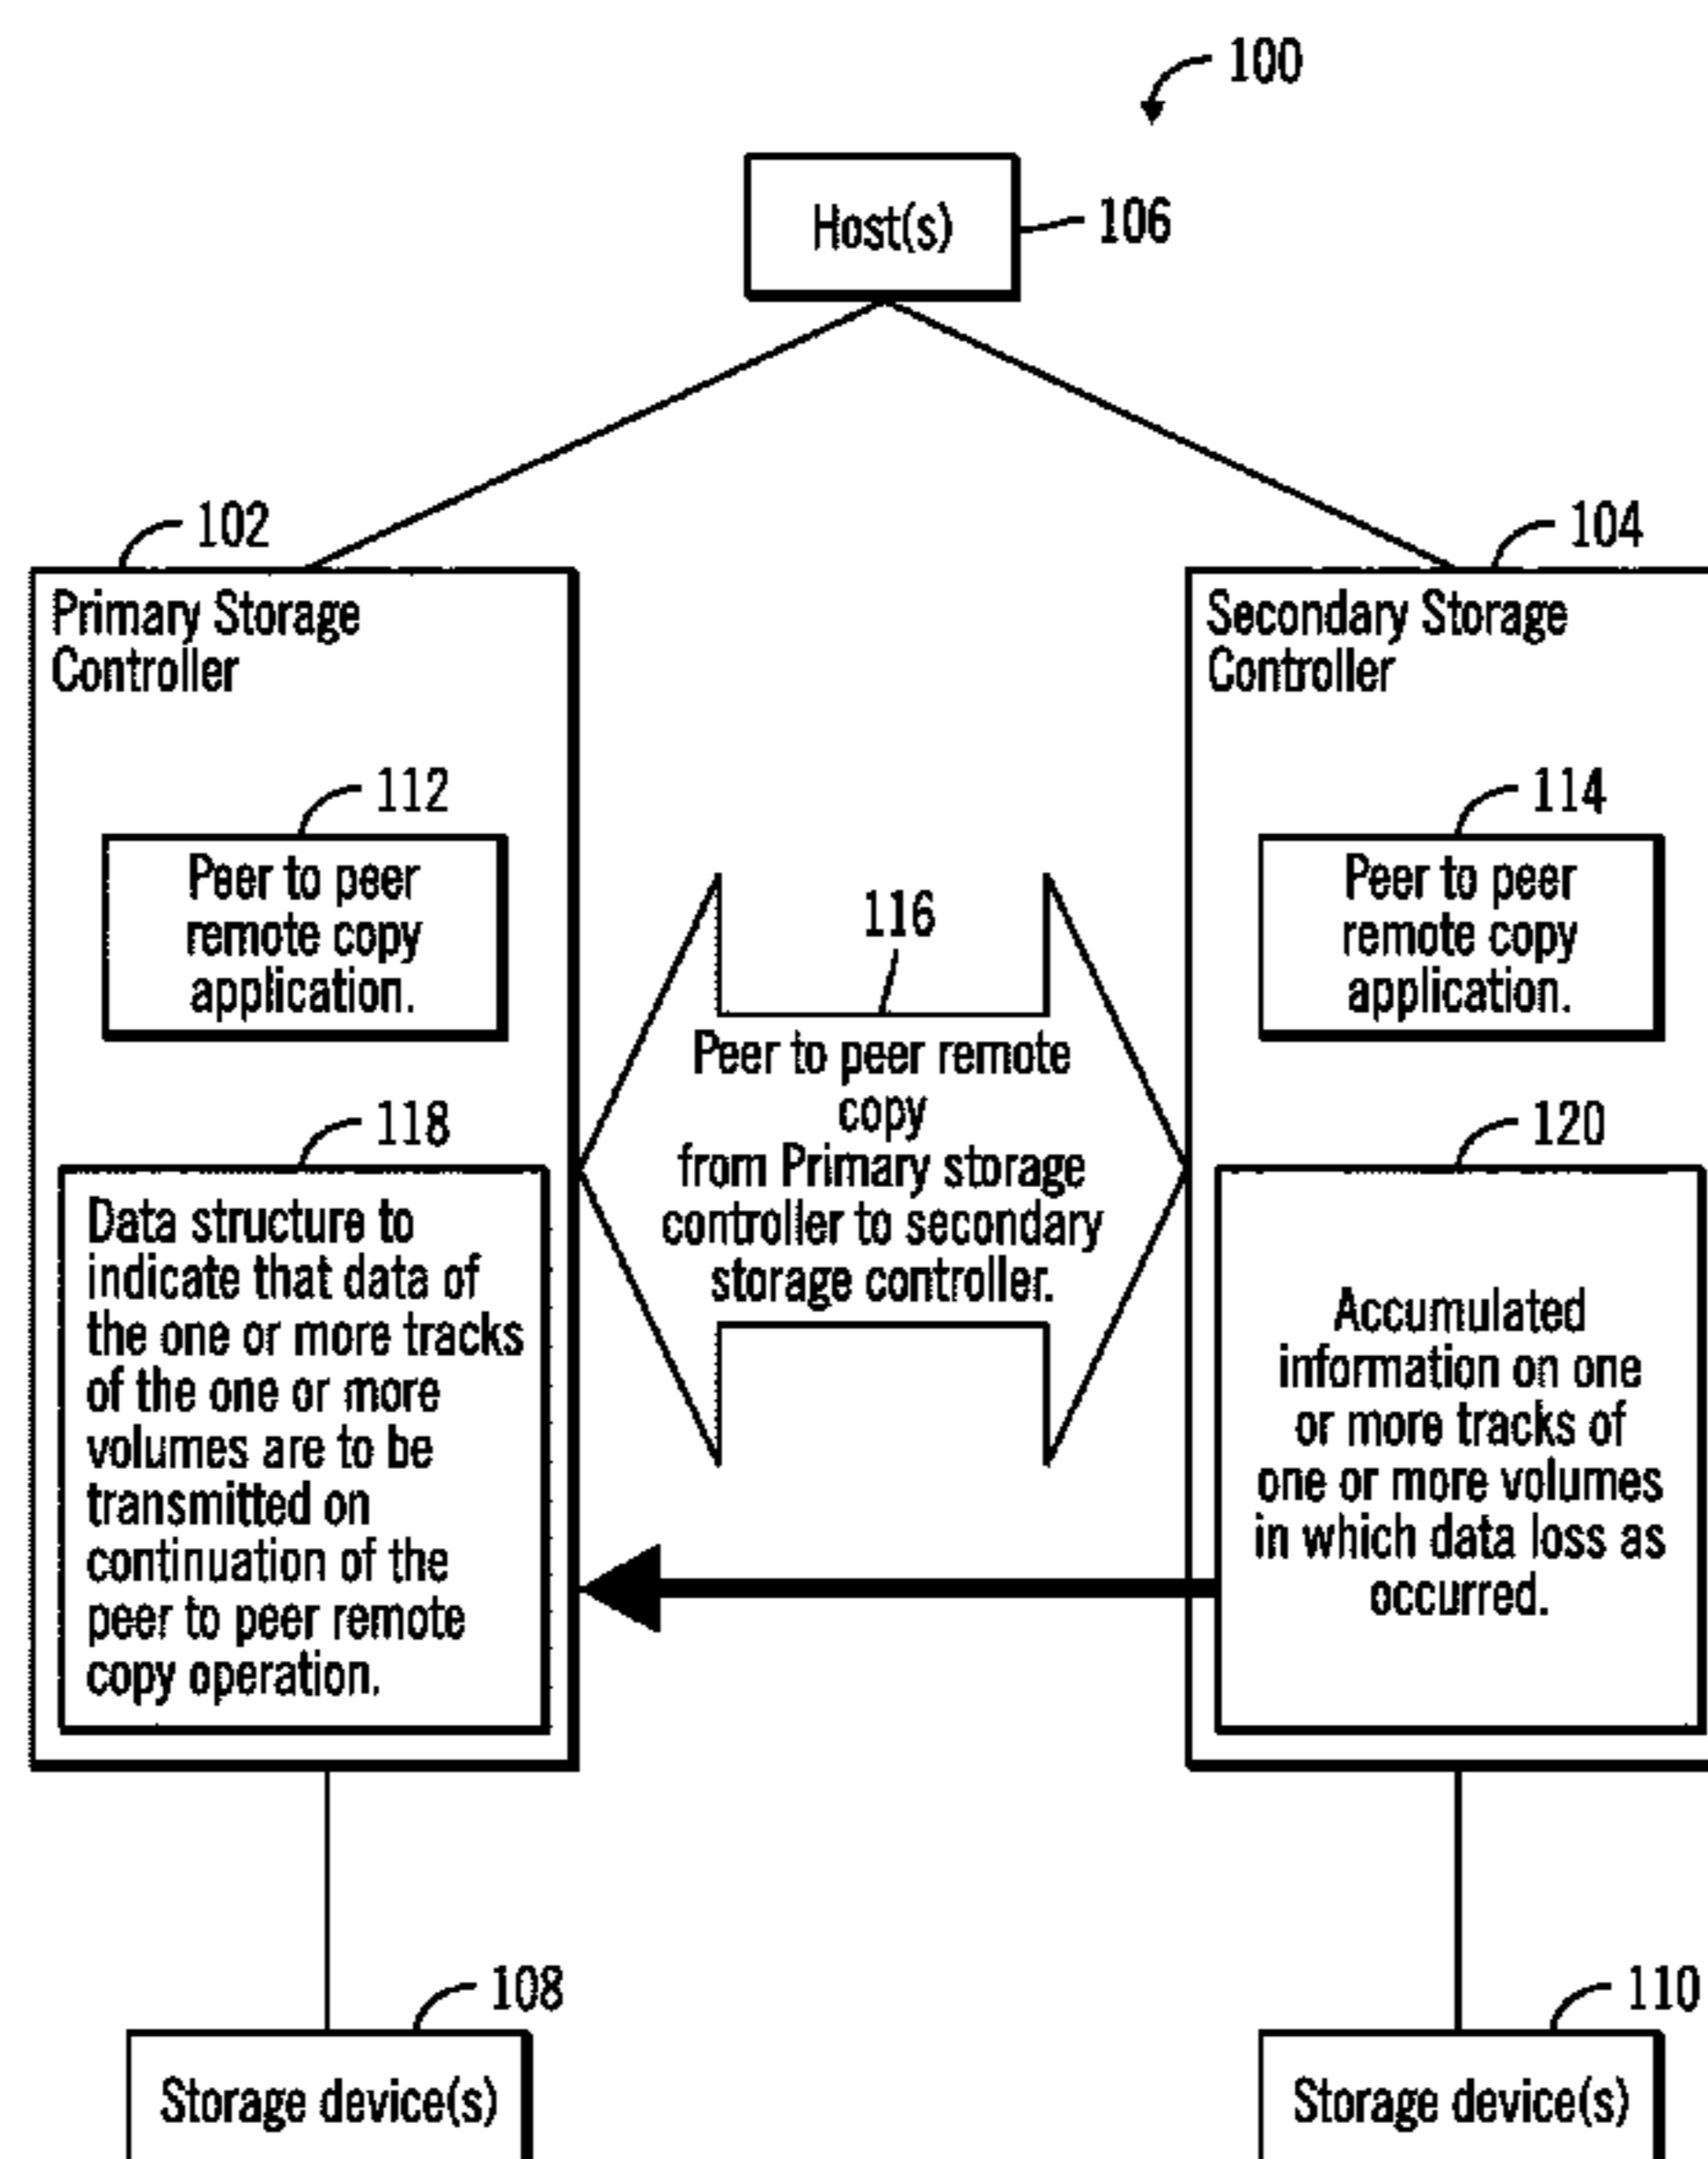 100
Host(s)
106
102
Primary Storage
Controller
112
Peer to peer
remote copy
application.
118
Data structure to
indicate that data of
the one or more tracks
of the one or more
volumes are to be
transmitted on
continuation of the
peer to peer remote
copy operation.
116
Peer to peer remote
copy
from Primary storage
controller to secondary
storage controller.
104
Secondary Storage
Controller
114
Peer to peer
remote copy
application.
120
Accumulated
information on one
or more tracks of
one or more volumes
in which data loss as
occurred.
108
Storage device(s)
110
Storage device(s)